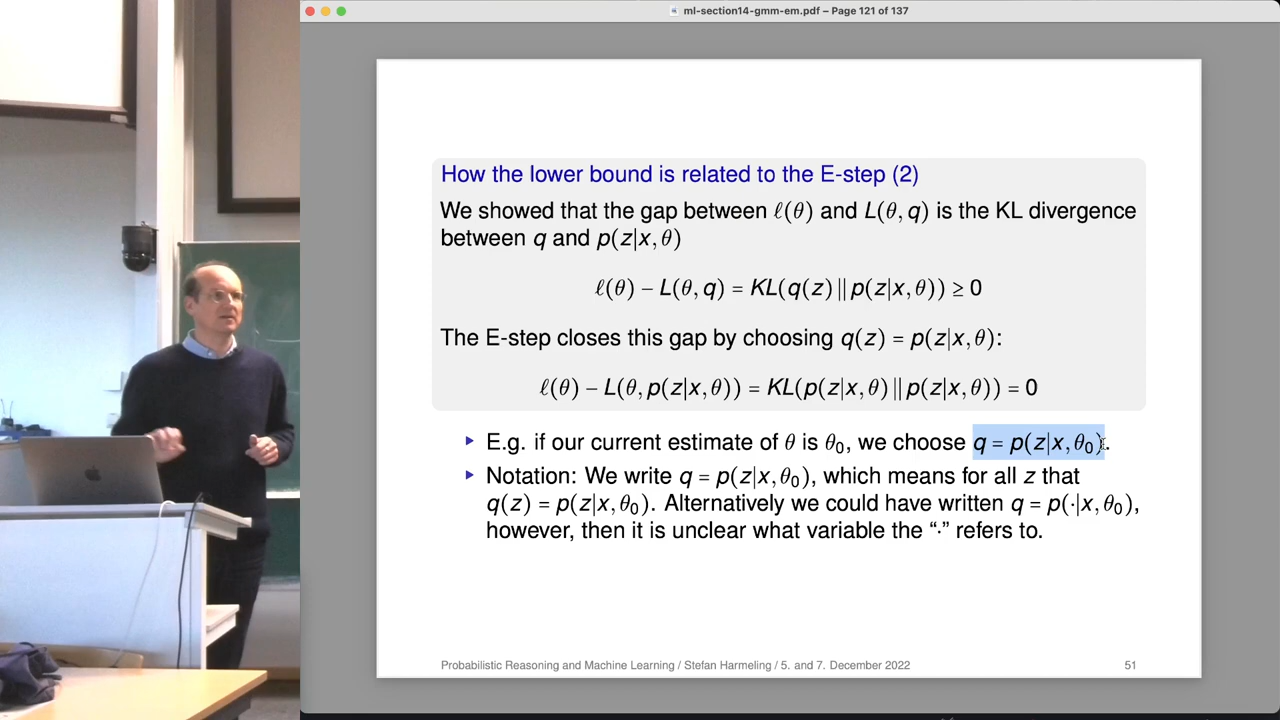 ml-section14-gmm-em.pdf – Page 121 of 137
How the lower bound is related to the E-step (2)
We showed that the gap between ℓ(θ) and L(θ, q) is the KL divergence
between q and p(z|x, θ)
ℓ(θ) − L(θ, q) = KL(q(z) || p(z|x, θ)) ≥ 0
The E-step closes this gap by choosing q(z) = p(z|x, θ):
ℓ(θ) − L(θ, p(z|x, θ)) = KL(p(z|x, θ) || p(z|x, θ)) = 0
▸ E.g. if our current estimate of θ is θ₀, we choose q = p(z|x, θ₀).
▸ Notation: We write q = p(z|x, θ₀), which means for all z that
q(z) = p(z|x, θ₀). Alternatively we could have written q = p(·|x, θ₀),
however, then it is unclear what variable the “·” refers to.
Probabilistic Reasoning and Machine Learning / Stefan Harmeling / 5. and 7. December 2022
51